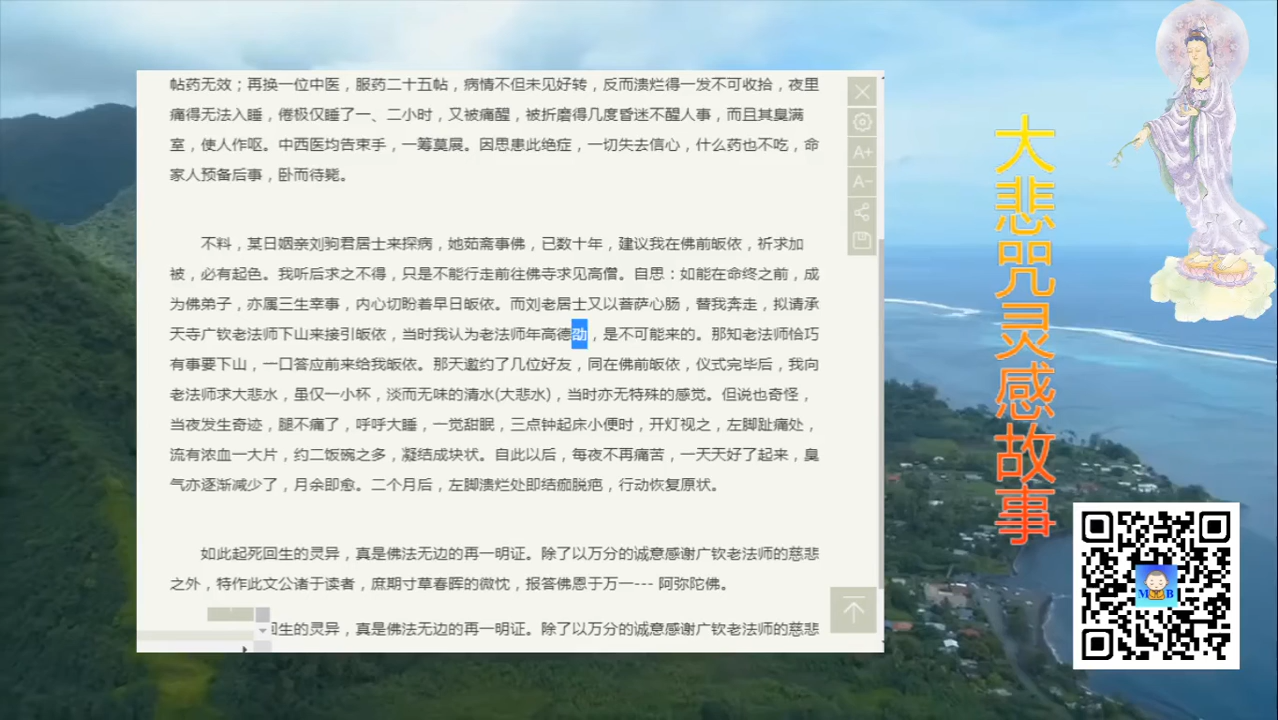 帖药无效；再换一位中医，服药二十五帖，病情不但未见好转，反而溃烂得一发不可收拾，夜里
痛得无法入睡，倦极仅睡了一、二小时，又被痛醒，被折磨得几度昏迷不醒人事，而且其臭满
室，使人作呕。中西医均告束手，一筹莫展。因思患此绝症，一切失去信心，什么药也不吃，命
家人预备后事，卧而待毙。
不料，某日姻亲刘驹君居士来探病，她茹斋事佛，已数十年，建议我在佛前皈依，祈求加
被，必有起色。我听后求之不得，只是不能行走前往佛寺求见高僧。自思：如能在命终之前，成
为佛弟子，亦属三生幸事，内心切盼着早日皈依。而刘老居士又以菩萨心肠，替我奔走，拟请承
天寺广钦老法师下山来接引皈依，当时我认为老法师年高德劭，是不可能来的。那知老法师恰巧
有事要下山，一口答应前来给我皈依。那天邀约了几位好友，同在佛前皈依，仪式完毕后，我向
老法师求大悲水，虽仅一小杯，淡而无味的清水(大悲水)，当时亦无特殊的感觉。但说也奇怪，
当夜发生奇迹，腿不痛了，呼呼大睡，一觉甜眠，三点钟起床小便时，开灯视之，左脚趾痛处，
流有浓血一大片，约二饭碗之多，凝结成块状。自此以后，每夜不再痛苦，一天天好了起来，臭
气亦逐渐减少了，月余即愈。二个月后，左脚溃烂处即结痂脱疤，行动恢复原状。
如此起死回生的灵异，真是佛法无边的再一明证。除了以万分的诚意感谢广钦老法师的慈悲
之外，特作此文公诸于读者，庶期寸草春晖的微忱，报答佛恩于万一--- 阿弥陀佛。
回生的灵异，真是佛法无边的再一明证。除了以万分的诚意感谢广钦老法师的慈悲
A+
A-
大悲咒灵感故事
M B